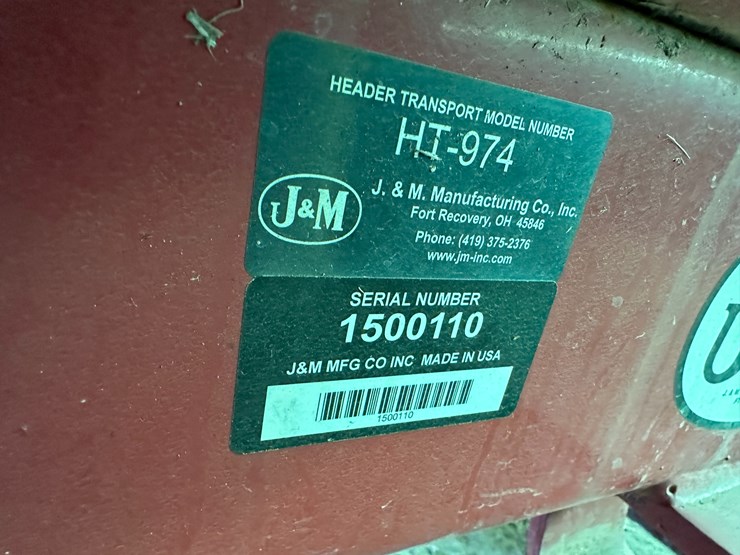 HEADER TRANSPORT MODEL NUMBER
HT-974
J&M
J. & M. Manufacturing Co., Inc.
Fort Recovery, OH 45846
Phone: (419) 375-2376
www.jm-inc.com
SERIAL NUMBER
1500110
J&M MFG CO INC MADE IN USA
1500110
J